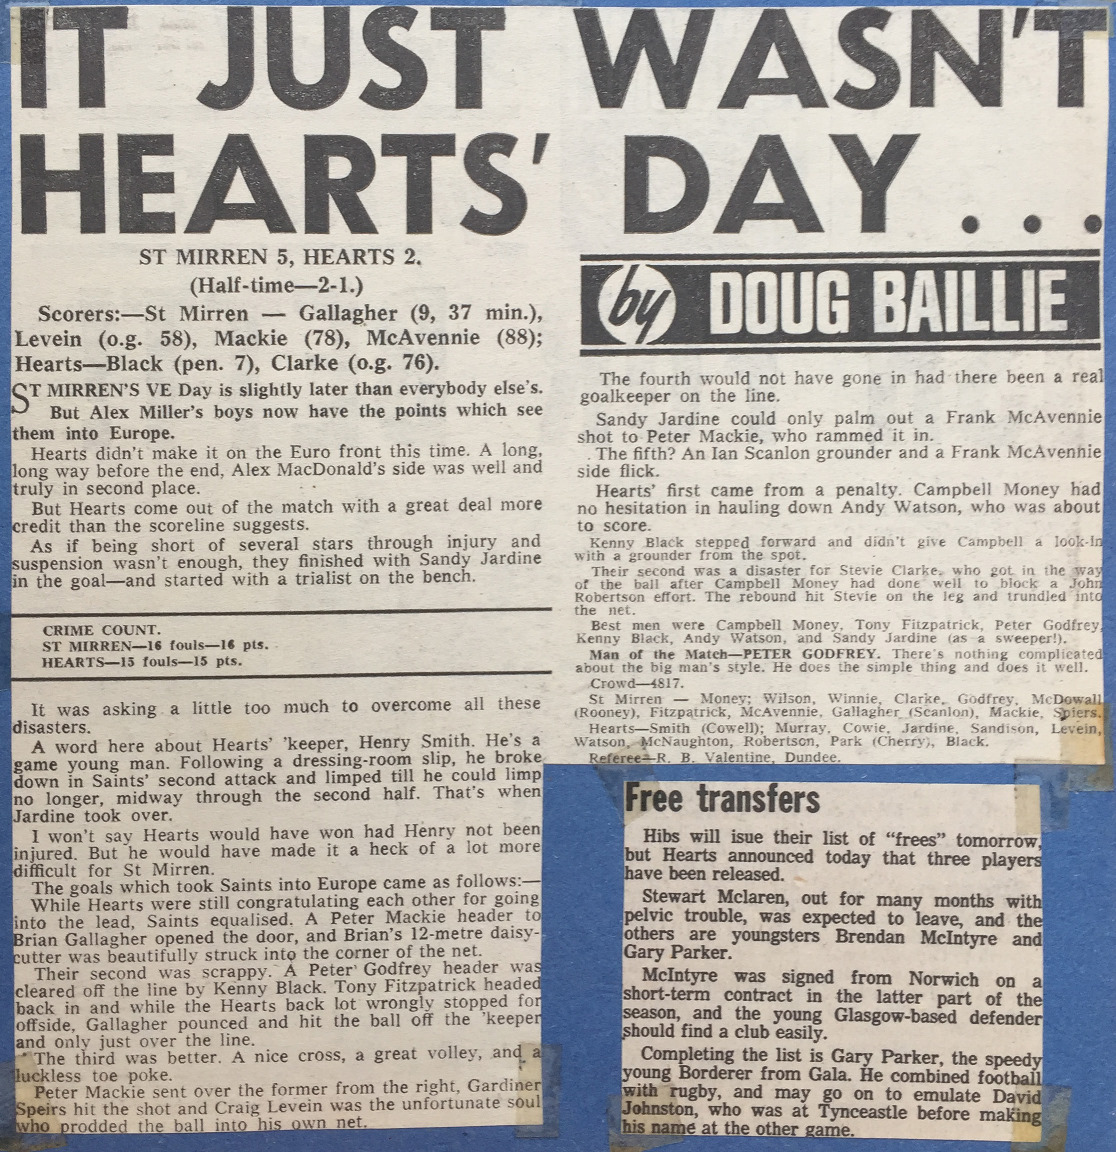 IT JUST WASN'T
HEARTS' DAY . . .
ST MIRREN 5, HEARTS 2.
(Half-time—2-1.)
Scorers:—St Mirren — Gallagher (9, 37 min.),
Levein (o.g. 58), Mackie (78), McAvennie (88);
Hearts—Black (pen. 7), Clarke (o.g. 76).
ST MIRREN'S VE Day is slightly later than everybody else's.
But Alex Miller's boys now have the points which see
them into Europe.
Hearts didn't make it on the Euro front this time. A long,
long way before the end, Alex MacDonald's side was well and
truly in second place.
But Hearts come out of the match with a great deal more
credit than the scoreline suggests.
As if being short of several stars through injury and
suspension wasn't enough, they finished with Sandy Jardine
in the goal—and started with a trialist on the bench.
CRIME COUNT.
ST MIRREN—16 fouls—16 pts.
HEARTS—15 fouls—15 pts.
It was asking a little too much to overcome all these
disasters.
A word here about Hearts' 'keeper, Henry Smith. He's a
game young man. Following a dressing-room slip, he broke
down in Saints' second attack and limped till he could limp
no longer, midway through the second half. That's when
Jardine took over.
I won't say Hearts would have won had Henry not been
injured. But he would have made it a heck of a lot more
difficult for St Mirren.
The goals which took Saints into Europe came as follows:—
While Hearts were still congratulating each other for going
into the lead, Saints equalised. A Peter Mackie header to
Brian Gallagher opened the door, and Brian's 12-metre daisy-
cutter was beautifully struck into the corner of the net.
Their second was scrappy. A Peter Godfrey header was
cleared off the line by Kenny Black. Tony Fitzpatrick headed
back in and while the Hearts back lot wrongly stopped for
offside, Gallagher pounced and hit the ball off the 'keeper
and only just over the line.
The third was better. A nice cross, a great volley, and a
luckless toe poke.
Peter Mackie sent over the former from the right, Gardiner
Speirs hit the shot and Craig Levein was the unfortunate soul
who prodded the ball into his own net.
by DOUG BAILLIE
The fourth would not have gone in had there been a real
goalkeeper on the line.
Sandy Jardine could only palm out a Frank McAvennie
shot to Peter Mackie, who rammed it in.
The fifth? An Ian Scanlon grounder and a Frank McAvennie
side flick.
Hearts' first came from a penalty. Campbell Money had
no hesitation in hauling down Andy Watson, who was about
to score.
Kenny Black stepped forward and didn't give Campbell a look-in
with a grounder from the spot.
Their second was a disaster for Stevie Clarke, who got in the way
of the ball after Campbell Money had done well to block a John
Robertson effort. The rebound hit Stevie on the leg and trundled into
the net.
Best men were Campbell Money, Tony Fitzpatrick, Peter Godfrey,
Kenny Black, Andy Watson, and Sandy Jardine (as a sweeper!).
Man of the Match—PETER GODFREY. There's nothing complicated
about the big man's style. He does the simple thing and does it well.
Crowd—4817.
St Mirren — Money; Wilson, Winnie, Clarke, Godfrey, McDowall
(Rooney), Fitzpatrick, McAvennie, Gallagher (Scanlon), Mackie, Spiers.
Hearts—Smith (Cowell); Murray, Cowie, Jardine, Sandison, Levein,
Watson, McNaughton, Robertson, Park (Cherry), Black.
Referee—R. B. Valentine, Dundee.
Free transfers
Hibs will isue their list of "frees" tomorrow,
but Hearts announced today that three players
have been released.
Stewart Mclaren, out for many months with
pelvic trouble, was expected to leave, and the
others are youngsters Brendan McIntyre and
Gary Parker.
McIntyre was signed from Norwich on a
short-term contract in the latter part of the
season, and the young Glasgow-based defender
should find a club easily.
Completing the list is Gary Parker, the speedy
young Borderer from Gala. He combined football
with rugby, and may go on to emulate David
Johnston, who was at Tynceastle before making
his name at the other game.